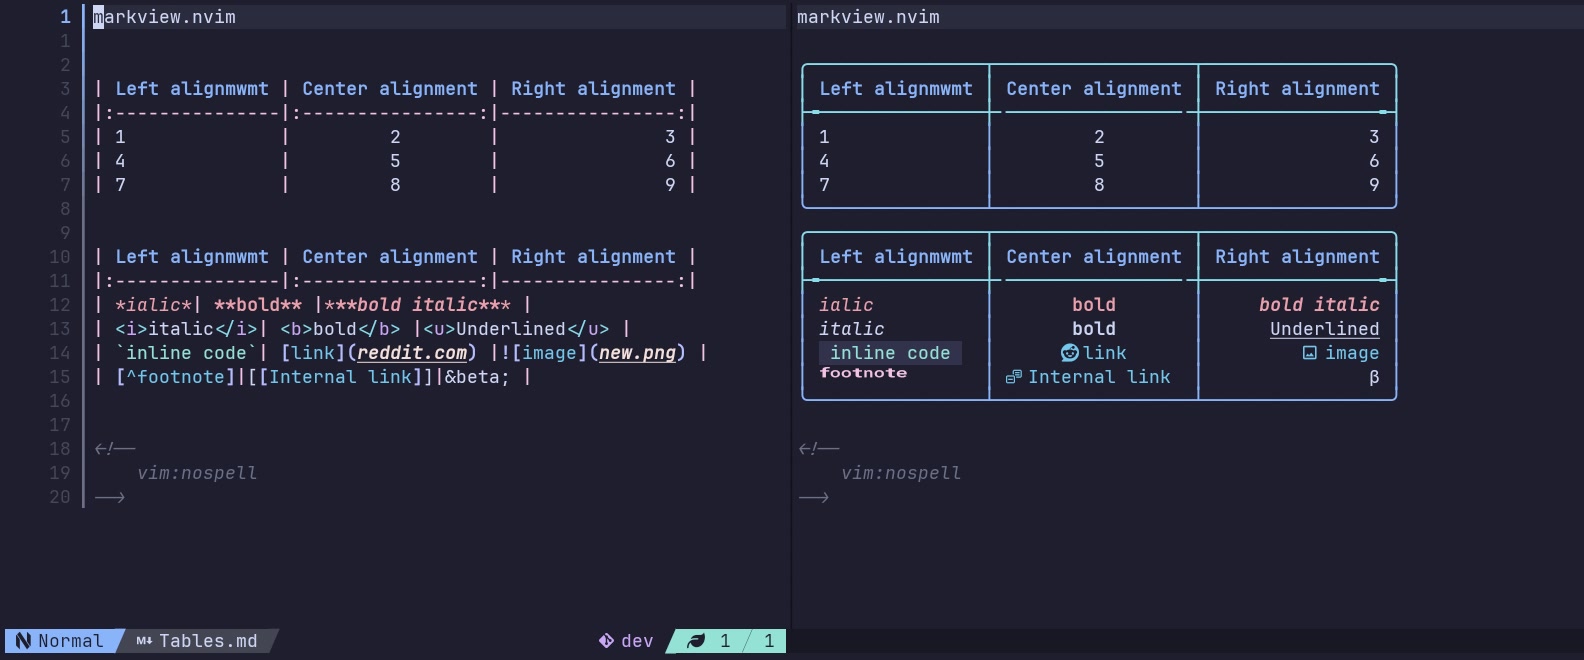 1 markview.nvim
1
2
3 | Left alignmwmt | Center alignment | Right alignment |
4 |:---------------|:----------------:|----------------:|
5 | 1              |        2         |               3 |
6 | 4              |        5         |               6 |
7 | 7              |        8         |               9 |
8
9
10 | Left alignmwmt | Center alignment | Right alignment |
11 |:---------------|:----------------:|----------------:|
12 | *ialic*| **bold** |***bold italic*** |
13 | <i>italic</i>| <b>bold</b> |<u>Underlined</u> |
14 | `inline code`| [link](reddit.com) |![image](new.png) |
15 | [^footnote]|[[Internal link]]|&beta; |
16
17
18 <!--
19     vim:nospell
20 -->
markview.nvim
Left alignmwmt Center alignment Right alignment
1 2 3
4 5 6
7 8 9
Left alignmwmt Center alignment Right alignment
ialic bold bold italic
italic bold Underlined
inline code link image
footnote Internal link β
<!--
    vim:nospell
-->
Normal Tables.md dev 1 1